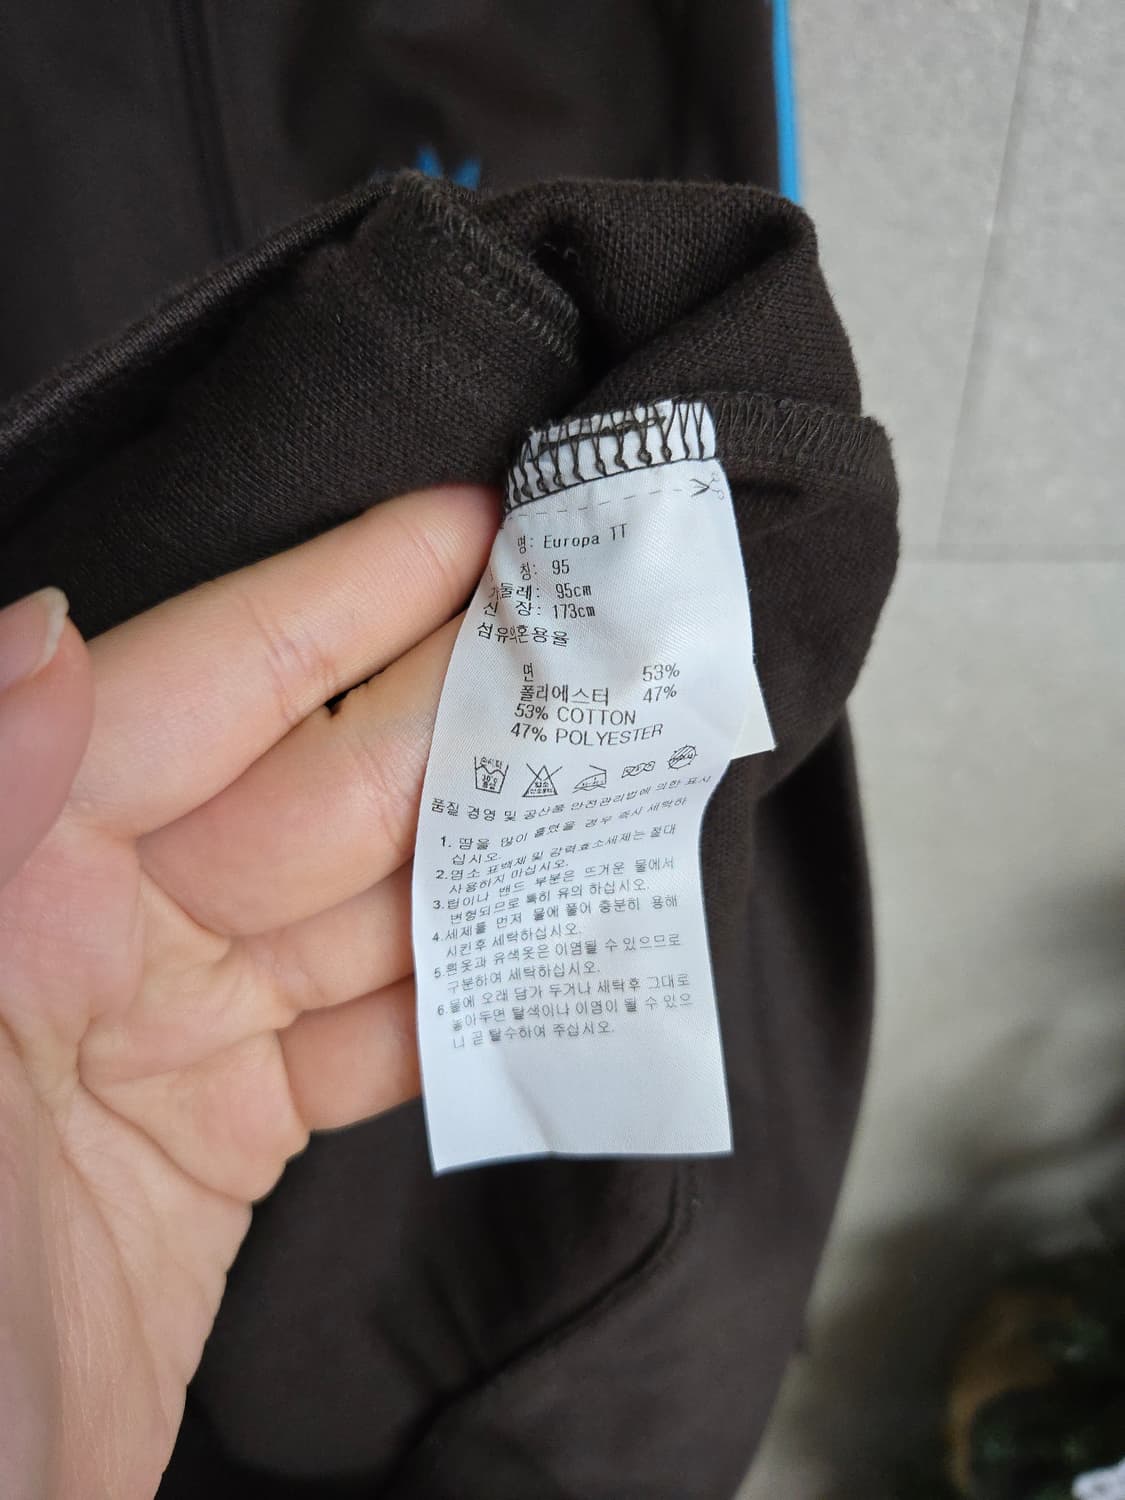 명: Europa TT
칭: 95
가슴둘레: 95cm
신 장: 173cm
섬유의혼용율
면 53%
폴리에스터 47%
53% COTTON
47% POLYESTER
품질 경영 및 공산품 안전관리법에 의한 표시
1. 땀을 많이 흘렸을 경우 즉시 세탁하
십시오.
2.염소 표백제 및 강력효소세제는 절대
사용하지 마십시오.
3.팁이나 밴드 부분은 뜨거운 물에서
변형되므로 특히 유의 하십시오.
4.세제를 먼저 물에 풀어 충분히 용해
시킨후 세탁하십시오.
5.흰옷과 유색옷은 이염될 수 있으므로
구분하여 세탁하십시오.
6.물에 오래 담가 두거나 세탁후 그대로
놓아두면 탈색이나 이염이 될 수 있으
니 곧 탈수하여 주십시오.